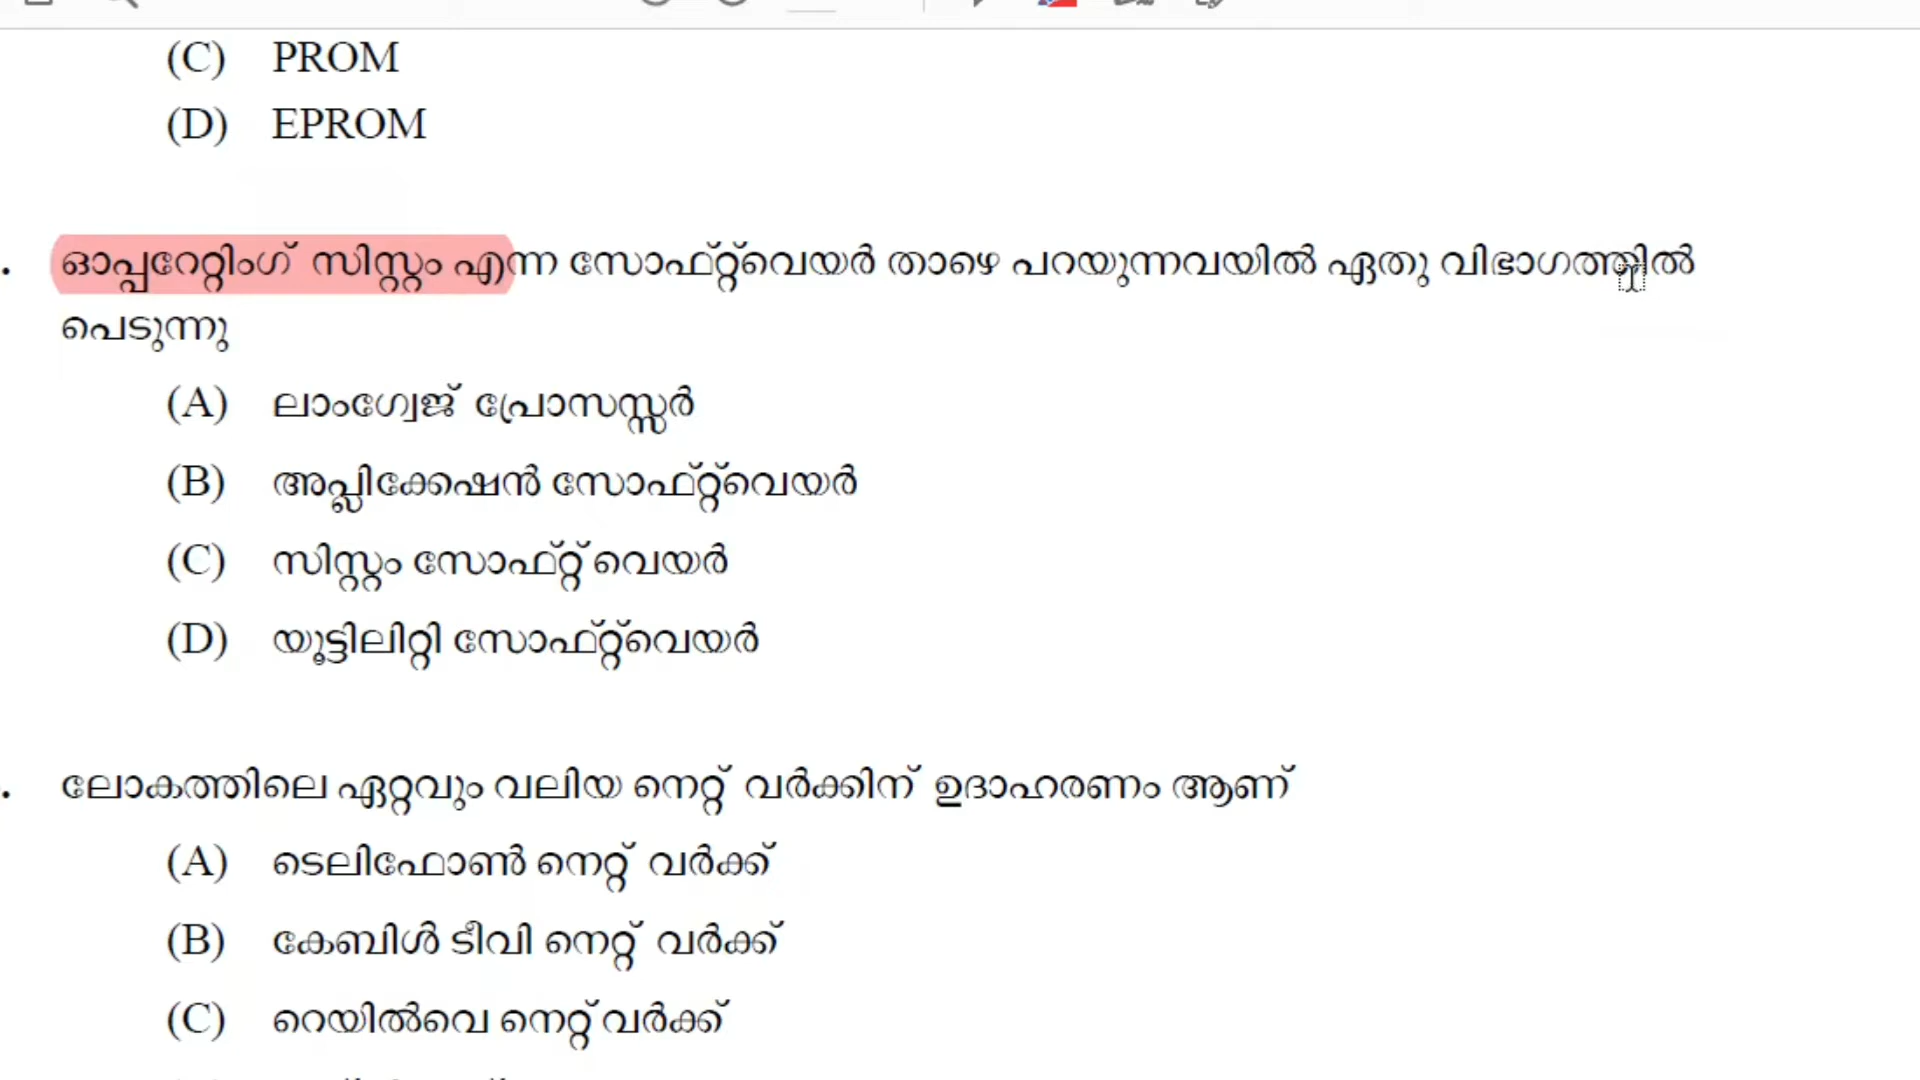 (C) PROM
(D) EPROM
. ഓപ്പറേറ്റിംഗ് സിസ്റ്റം എന്ന സോഫ്റ്റ്‌വെയർ താഴെ പറയുന്നവയിൽ ഏതു വിഭാഗത്തിൽ
പെടുന്നു
(A) ലാംഗ്വേജ് പ്രോസസ്സർ
(B) അപ്ലിക്കേഷൻ സോഫ്റ്റ്‌വെയർ
(C) സിസ്റ്റം സോഫ്റ്റ് വെയർ
(D) യൂട്ടിലിറ്റി സോഫ്റ്റ്‌വെയർ
. ലോകത്തിലെ ഏറ്റവും വലിയ നെറ്റ് വർക്കിന് ഉദാഹരണം ആണ്
(A) ടെലിഫോൺ നെറ്റ് വർക്ക്
(B) കേബിൾ ടീവി നെറ്റ് വർക്ക്
(C) റെയിൽവെ നെറ്റ് വർക്ക്